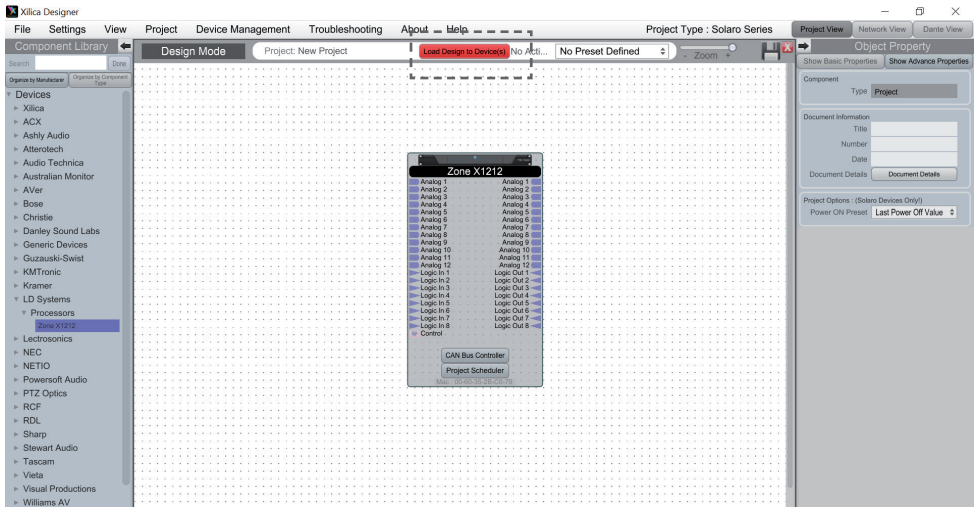 Xilica Designer
File Settings View Project Device Management Troubleshooting About Help Project Type : Solaro Series
Project View Network View Dante View
Component Library
Design Mode
Project: New Project
Load Design to Device(s)
No Acti...
No Preset Defined
- Zoom +
Object Property
Search
Done
Show Basic Properties
Show Advance Properties
Organize by Manufacturer
Organize by Component Type
Devices
Xilica
ACX
Ashly Audio
Atterotech
Audio Technica
Australian Monitor
AVer
Bose
Christie
Danley Sound Labs
Generic Devices
Guzauski-Swist
KMTronic
Kramer
LD Systems
Processors
Zone X1212
Lectrosonics
NEC
NETIO
Powersoft Audio
PTZ Optics
RCF
RDL
Sharp
Stewart Audio
Tascam
Vieta
Visual Productions
Williams AV
Zone X1212
Analog 1 Analog 1
Analog 2 Analog 2
Analog 3 Analog 3
Analog 4 Analog 4
Analog 5 Analog 5
Analog 6 Analog 6
Analog 7 Analog 7
Analog 8 Analog 8
Analog 9 Analog 9
Analog 10 Analog 10
Analog 11 Analog 11
Analog 12 Analog 12
Logic In 1 Logic Out 1
Logic In 2 Logic Out 2
Logic In 3 Logic Out 3
Logic In 4 Logic Out 4
Logic In 5 Logic Out 5
Logic In 6 Logic Out 6
Logic In 7 Logic Out 7
Logic In 8 Logic Out 8
Control
CAN Bus Controller
Project Scheduler
Mac : 00-60-35-2B-C0-7B
Component
Type Project
Document Information
Title
Number
Date
Document Details Document Details
Project Options : (Solaro Devices Only!)
Power ON Preset Last Power Off Value